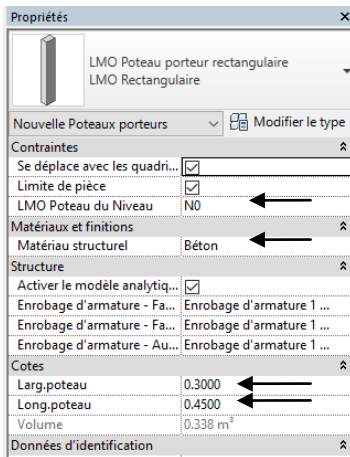 Propriétés
LMO Poteau porteur rectangulaire
LMO Rectangulaire
Nouvelle Poteaux porteurs Modifier le type
Contraintes
Se déplace avec les quadri...
Limite de pièce
LMO Poteau du Niveau N0
Matériaux et finitions
Matériau structurel Béton
Structure
Activer le modèle analytiq...
Enrobage d'armature - Fa... Enrobage d'armature 1 ...
Enrobage d'armature - Fa... Enrobage d'armature 1 ...
Enrobage d'armature - Au... Enrobage d'armature 1 ...
Cotes
Larg.poteau 0.3000
Long.poteau 0.4500
Volume 0.338 m³
Données d'identification